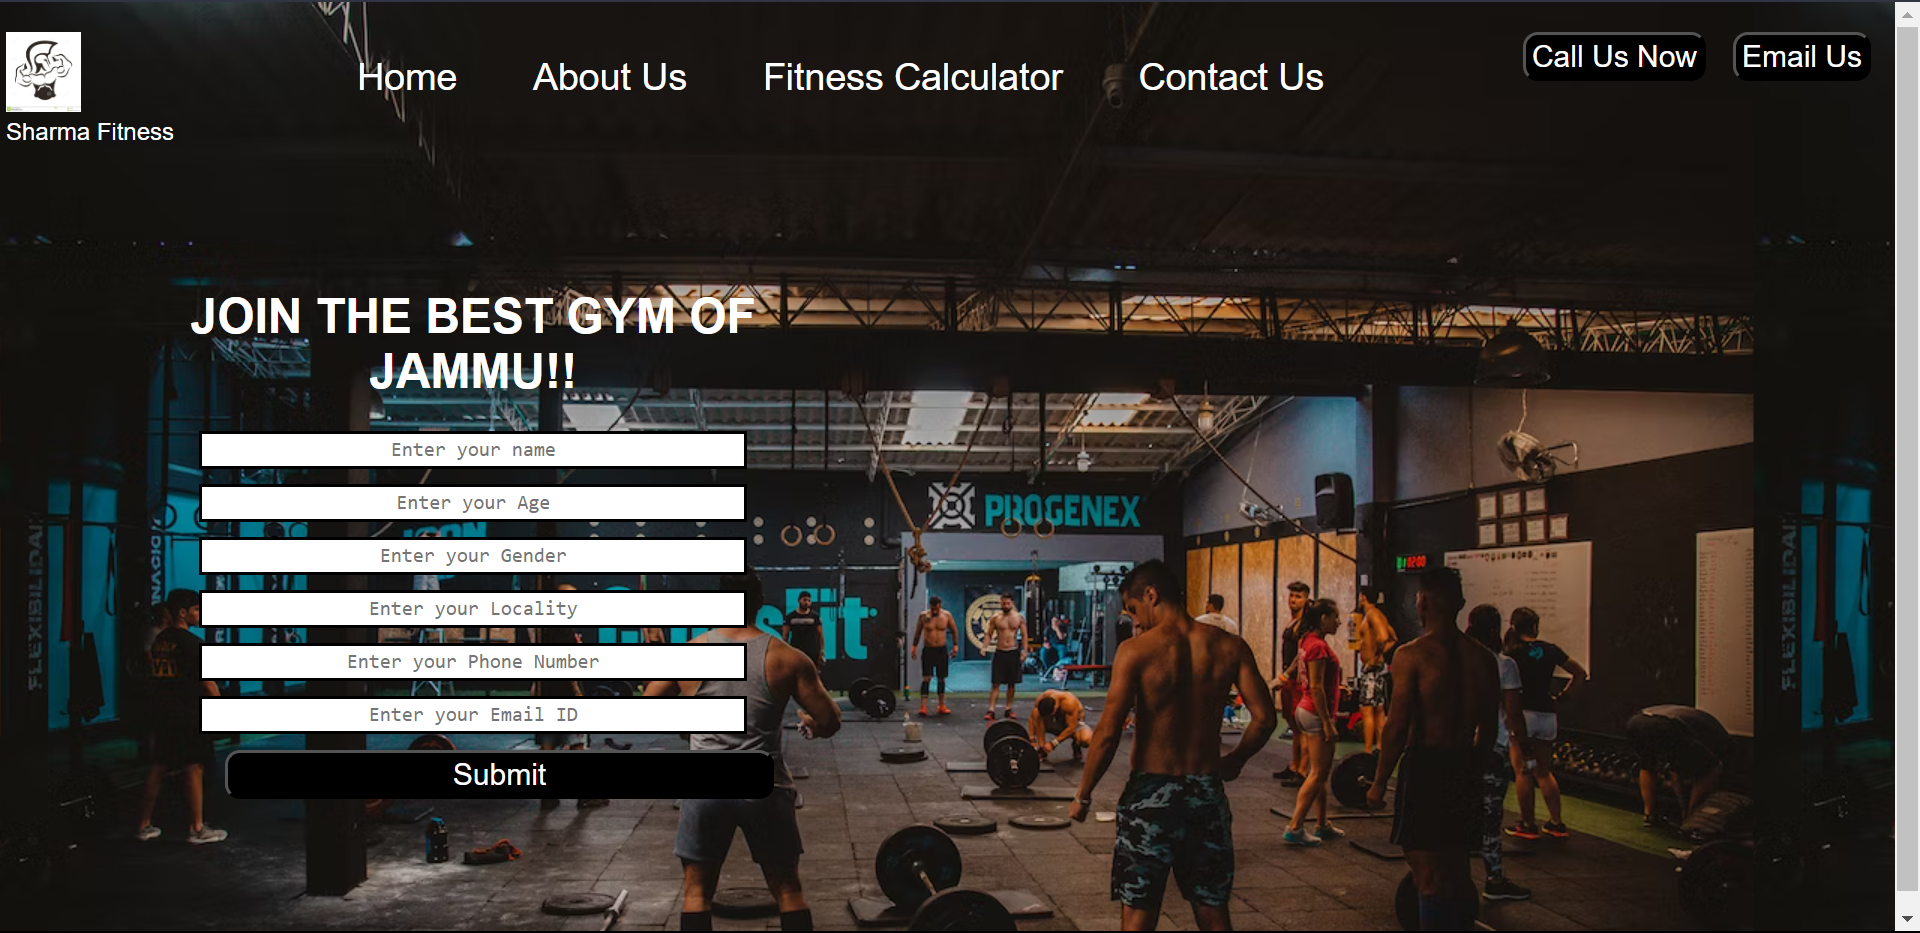 Home
About Us
Fitness Calculator
Contact Us
Call Us Now
Email Us
Sharma Fitness
JOIN THE BEST GYM OF
JAMMU!!
Enter your name
Enter your Age
Enter your Gender
Enter your Locality
Enter your Phone Number
Enter your Email ID
Submit
PROGENEX
FLEXIBILIDAD
FLEXIBILIDAD